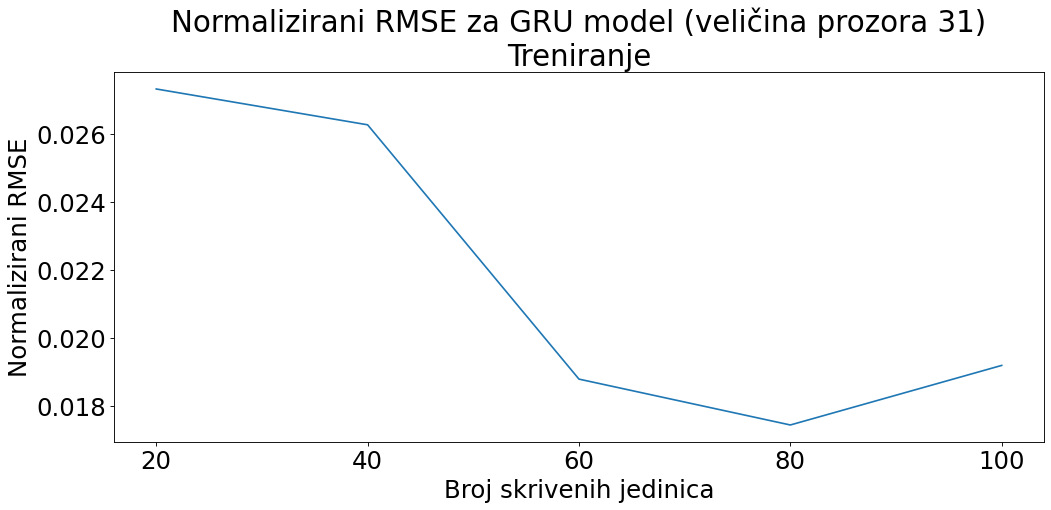 Normalizirani RMSE za GRU model (veličina prozora 31)
Treniranje
Normalizirani RMSE
0.026
0.024
0.022
0.020
0.018
20 40 60 80 100
Broj skrivenih jedinica